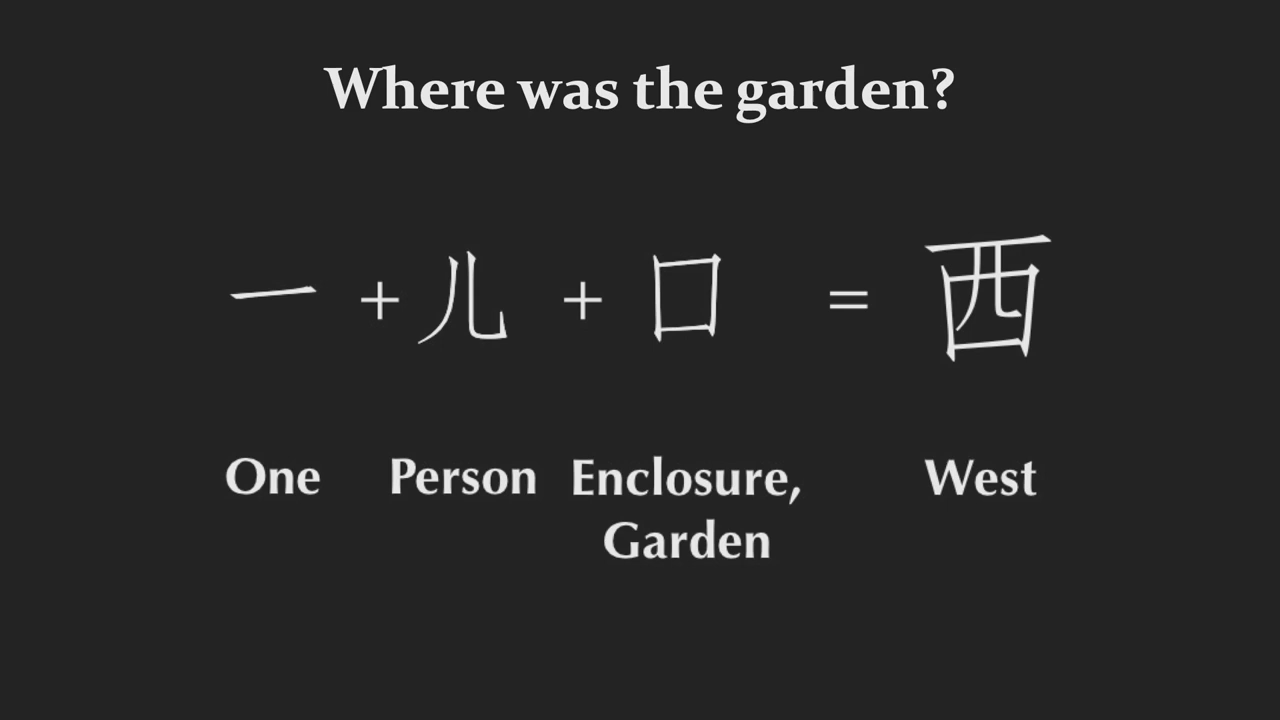 Where was the garden?
一 + 儿 + 口 = 西
One Person Enclosure, Garden West